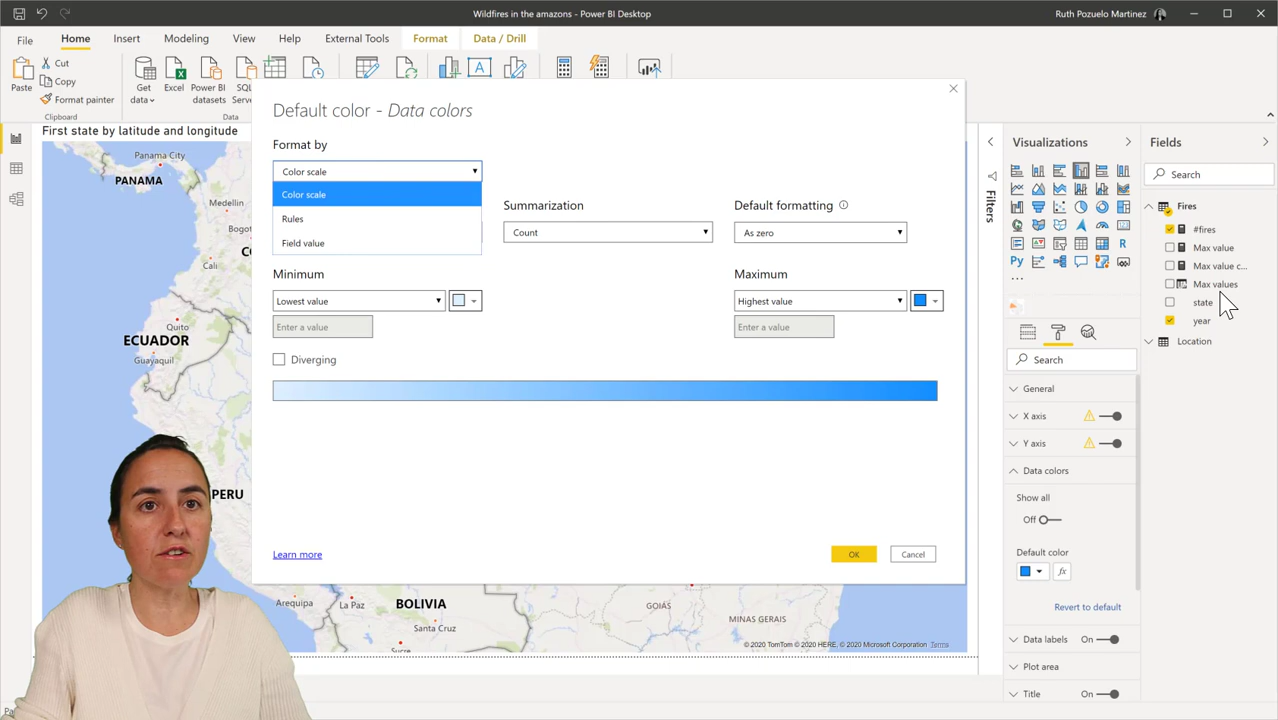 Wildfires in the amazons - Power BI Desktop
Ruth Pozuelo Martinez
File
Home
Insert
Modeling
View
Help
External Tools
Format
Data / Drill
Paste
Cut
Copy
Format painter
Clipboard
Get
data
Excel
Power BI
datasets
SQL
Serve
Data
First state by latitude and longitude
Default color - Data colors
Format by
Color scale
Color scale
Rules
Field value
Summarization
Count
Default formatting
As zero
Minimum
Lowest value
Enter a value
Maximum
Highest value
Enter a value
Diverging
Learn more
OK
Cancel
Panama City
PANAMA
Medellin
Bogo
Cali
Quito
ECUADOR
Guayaquil
PERU
Arequipa
La Paz
BOLIVIA
Santa Cruz
Sucre
GOIÁS
MINAS GERAIS
© 2020 TomTom © 2020 HERE, © 2020 Microsoft Corporation Terms
Filters
Visualizations
R
Py
Search
General
X axis
Y axis
Data colors
Show all
Off
Default color
fx
Revert to default
Data labels
On
Plot area
Title
On
Fields
Search
Fires
#fires
Max value
Max value c...
Max values
state
year
Location